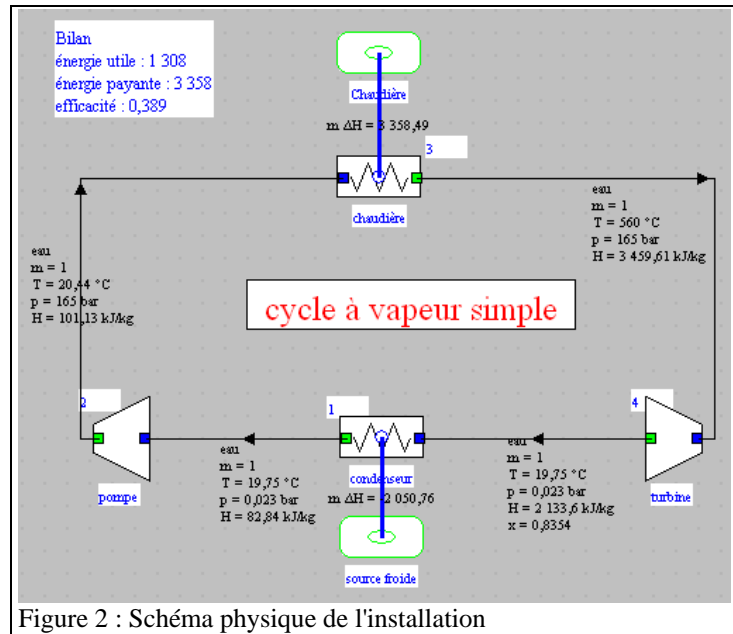 Bilan
énergie utile : 1 308
énergie payante : 3 358
efficacité : 0,389
Chaudière
m ΔH = 3 358,49
3
chaudière
eau
m = 1
T = 560 °C
p = 165 bar
H = 3 459,61 kJ/kg
eau
m = 1
T = 20,44 °C
p = 165 bar
H = 101,13 kJ/kg
cycle à vapeur simple
2
pompe
1
condenseur
4
turbine
eau
m = 1
T = 19,75 °C
p = 0,023 bar
H = 82,84 kJ/kg
m ΔH = -2 050,76
eau
m = 1
T = 19,75 °C
p = 0,023 bar
H = 2 133,6 kJ/kg
x = 0,8354
source froide
Figure 2 : Schéma physique de l'installation